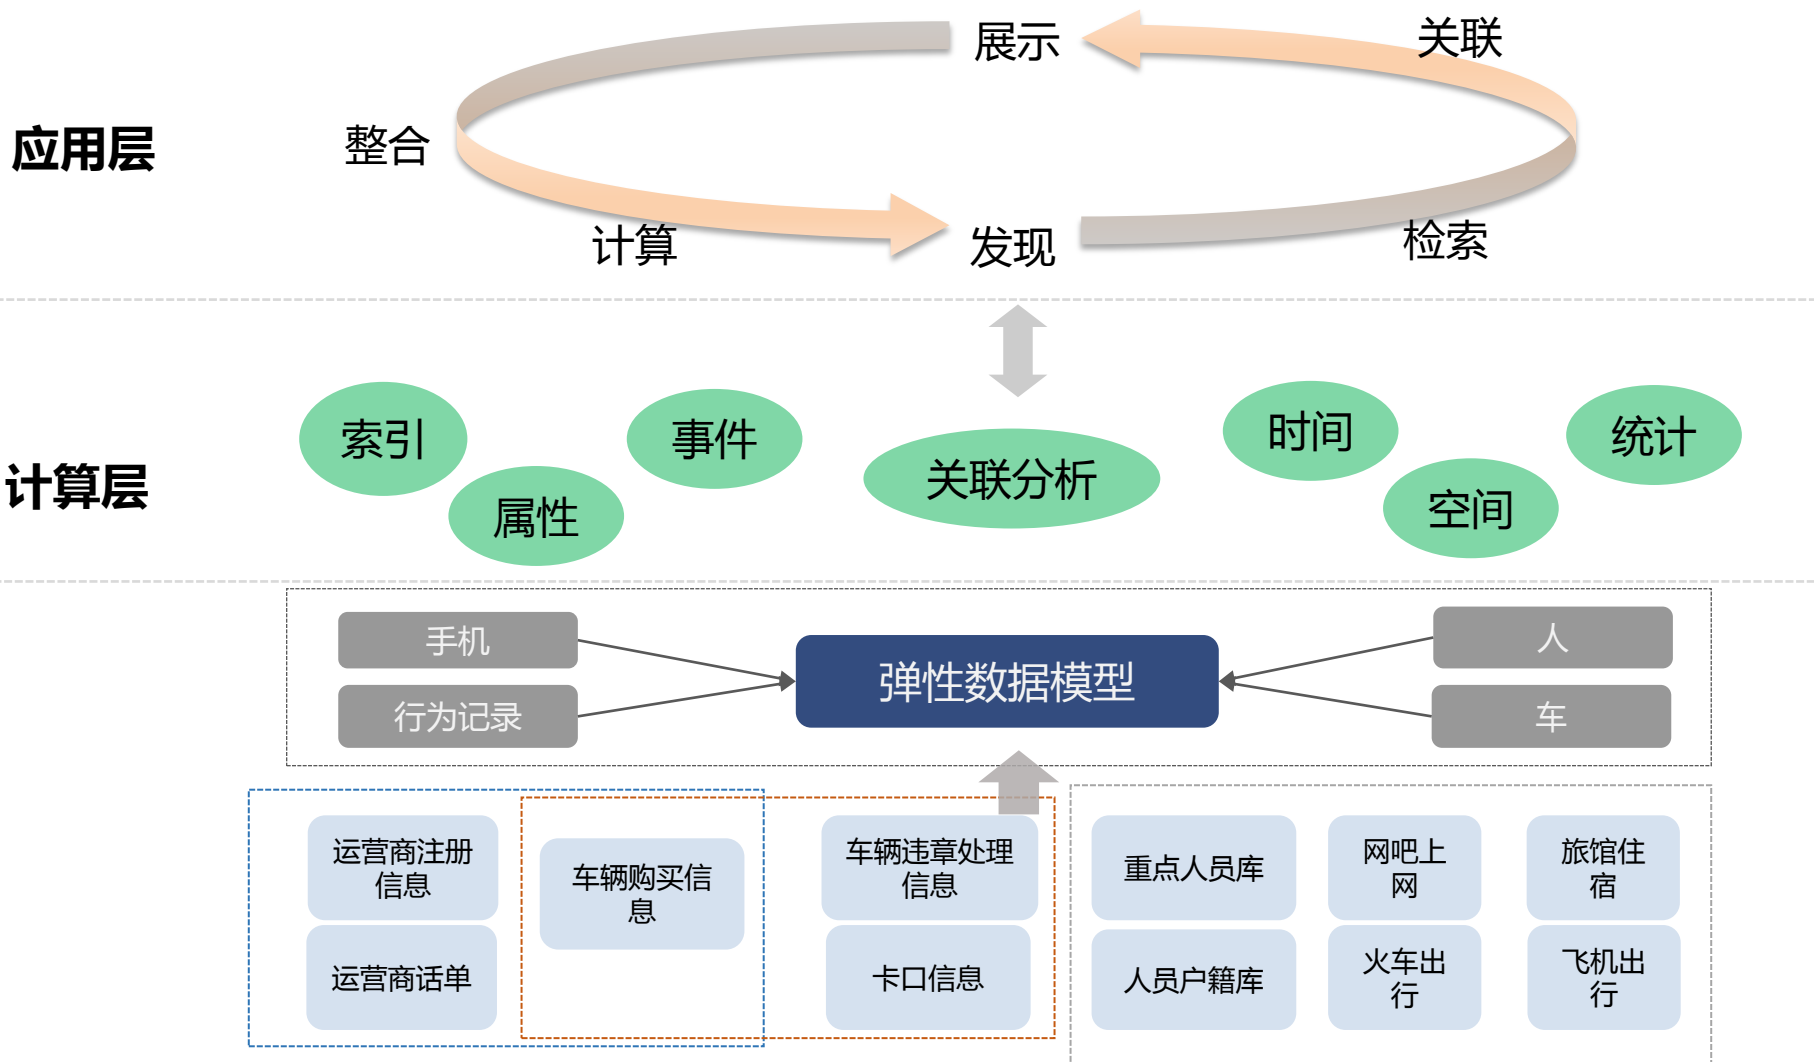 展示
关联
应用层
整合
计算
发现
检索
索引
事件
时间
统计
关联分析
计算层
属性
空间
手机
人
弹性数据模型
行为记录
车
运营商注册
信息
车辆购买信
息
车辆违章处理
信息
重点人员库
网吧上
网
旅馆住
宿
运营商话单
卡口信息
人员户籍库
火车出
行
飞机出
行